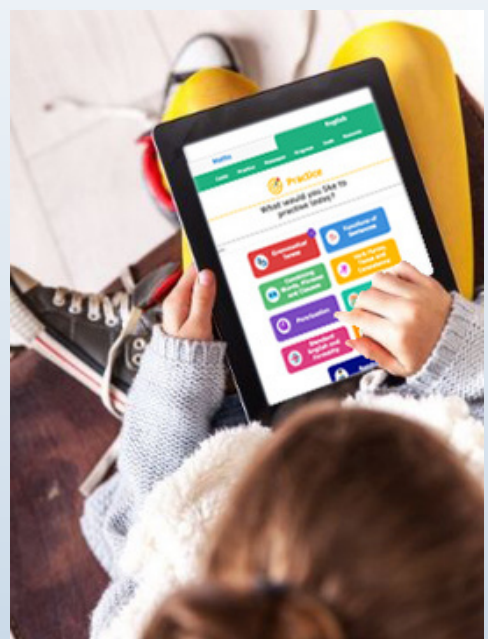 Maths
English
Practice
What would you like to
practise today?
Grammatical
Terms
Functions of
Sentences
Combining
Words, Phrases
and Clauses
Verb Forms,
Tense and
Consistency
Punctuation
Standard
English and
Formality